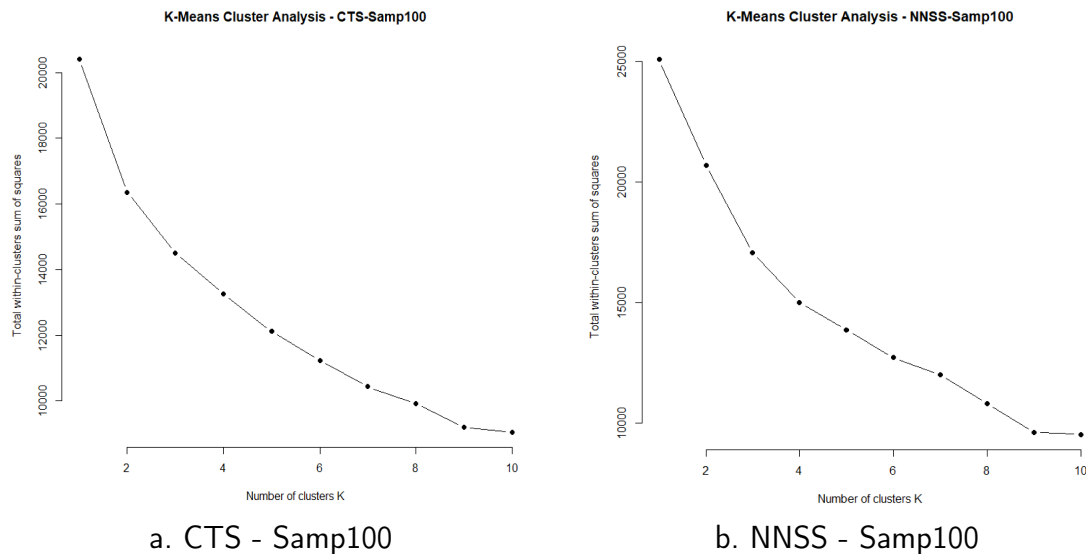 K-Means Cluster Analysis - CTS-Samp100
Total within-clusters sum of squares
20000
18000
16000
14000
12000
10000
2 4 6 8 10
Number of clusters K
a. CTS - Samp100
K-Means Cluster Analysis - NNSS-Samp100
Total within-clusters sum of squares
25000
20000
15000
10000
2 4 6 8 10
Number of clusters K
b. NNSS - Samp100